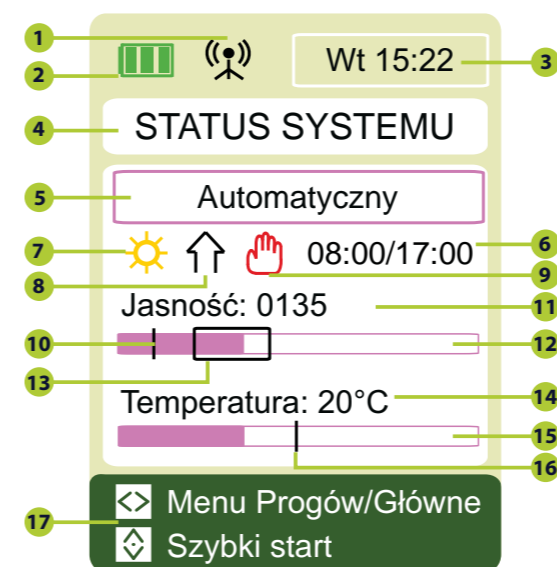 1
2
Wt 15:22
3
4
STATUS SYSTEMU
5
Automatyczny
7
8
08:00/17:00
6
9
Jasność: 0135
11
10
12
13
Temperatura: 20°C
14
15
16
17
<> Menu Progów/Główne
Szybki start